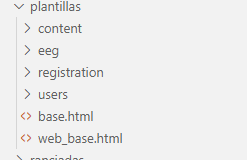 plantillas
content
eeg
registration
users
base.html
web_base.html